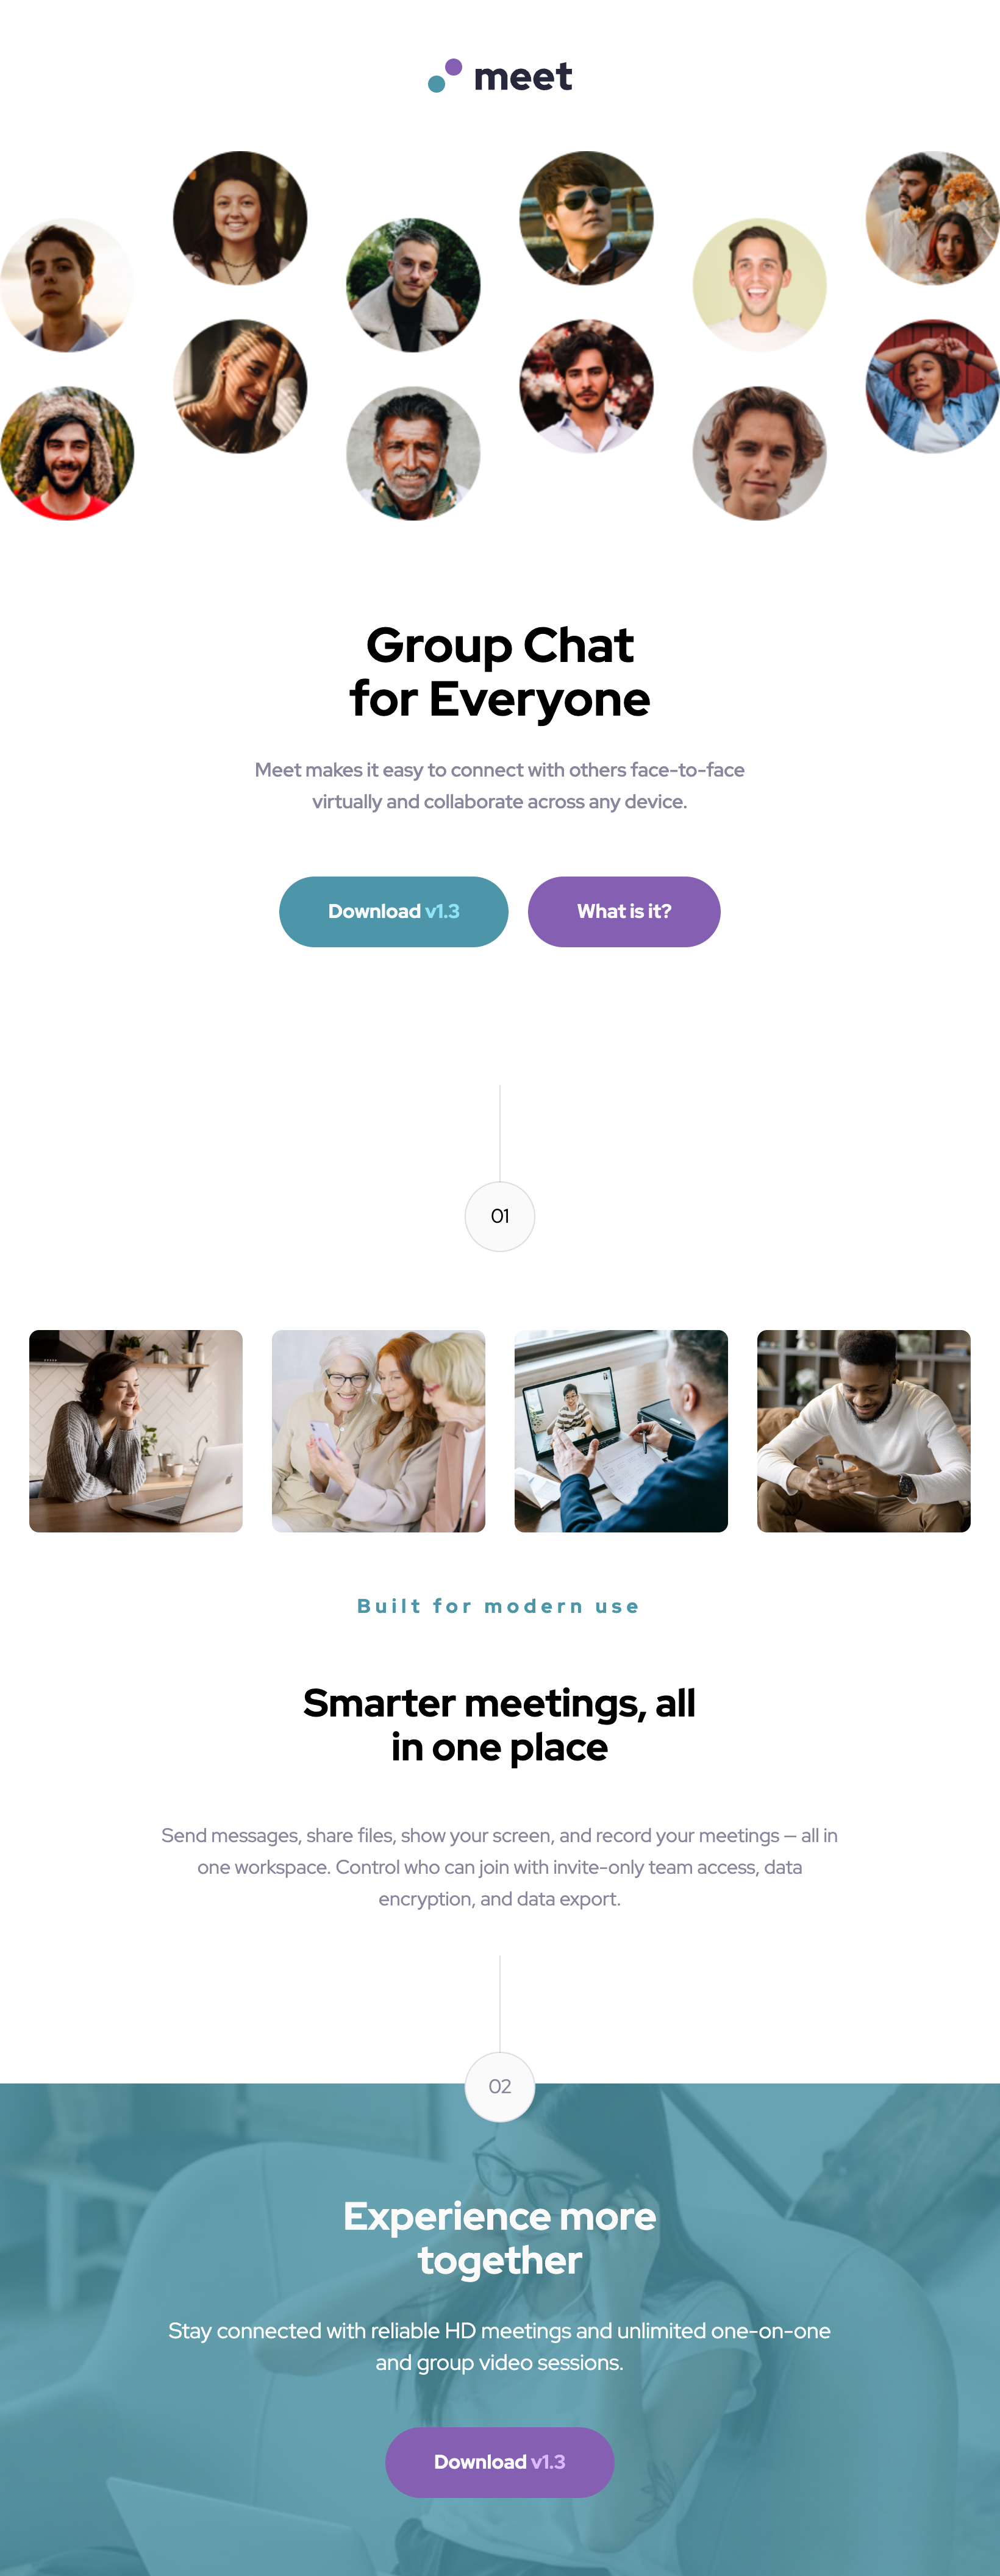 meet
Group Chat
for Everyone
Meet makes it easy to connect with others face-to-face
virtually and collaborate across any device.
Download v1.3
What is it?
01
Built for modern use
Smarter meetings, all
in one place
Send messages, share files, show your screen, and record your meetings — all in
one workspace. Control who can join with invite-only team access, data
encryption, and data export.
02
Experience more
together
Stay connected with reliable HD meetings and unlimited one-on-one
and group video sessions.
Download v1.3